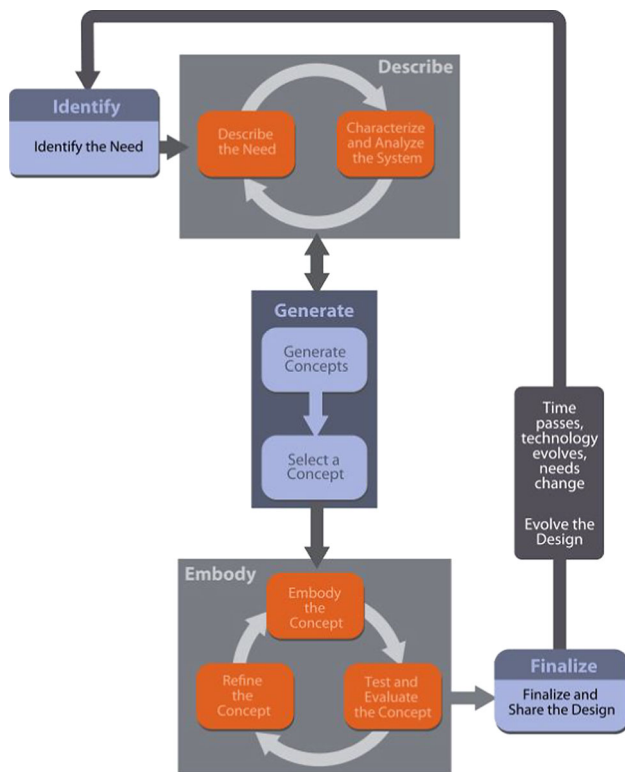 Describe
Identify
Identify the Need
Describe
the Need
Characterize
and Analyze
the System
Generate
Generate
Concepts
Select a
Concept
Time
passes,
technology
evolves,
needs
change
Evolve the
Design
Embody
Embody
the
Concept
Refine
the
Concept
Test and
Evaluate
the Concept
Finalize
Finalize and
Share the Design